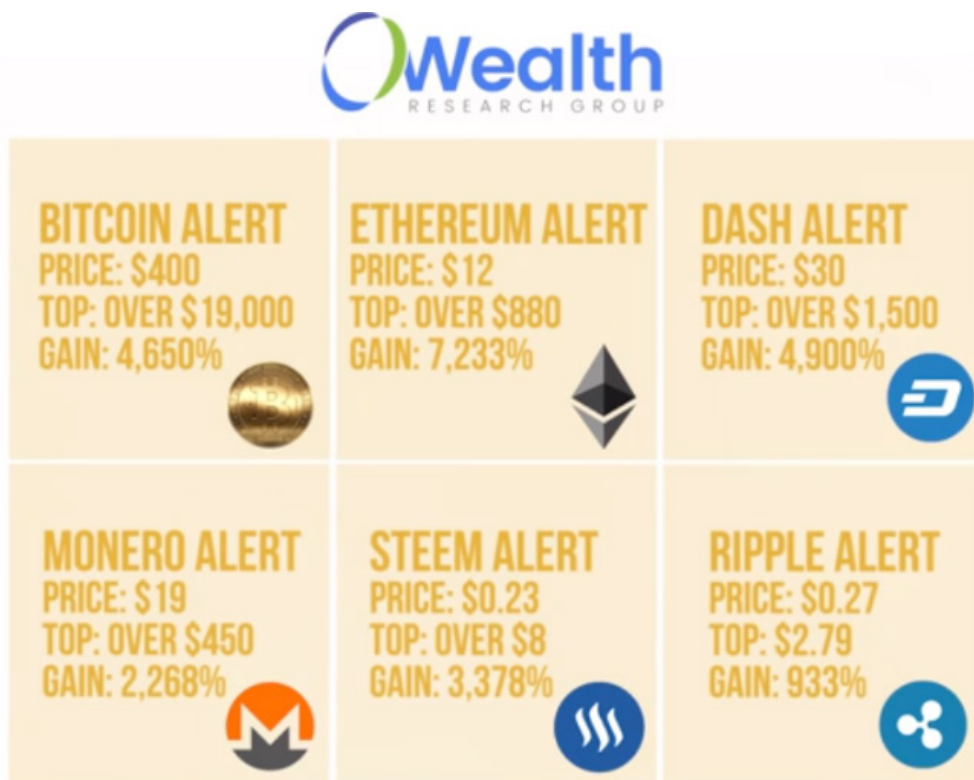 Wealth
RESEARCH GROUP
BITCOIN ALERT
PRICE: $400
TOP: OVER $19,000
GAIN: 4,650%
ETHEREUM ALERT
PRICE: $12
TOP: OVER $880
GAIN: 7,233%
DASH ALERT
PRICE: $30
TOP: OVER $1,500
GAIN: 4,900%
MONERO ALERT
PRICE: $19
TOP: OVER $450
GAIN: 2,268%
STEEM ALERT
PRICE: $0.23
TOP: OVER $8
GAIN: 3,378%
RIPPLE ALERT
PRICE: $0.27
TOP: $2.79
GAIN: 933%